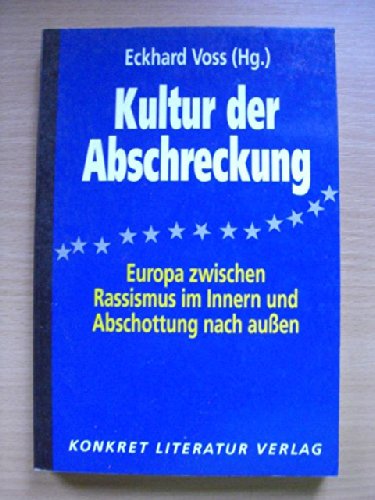 Eckhard Voss (Hg.)
Kultur der
Abschreckung
Europa zwischen
Rassismus im Innern und
Abschottung nach außen
KONKRET LITERATUR VERLAG